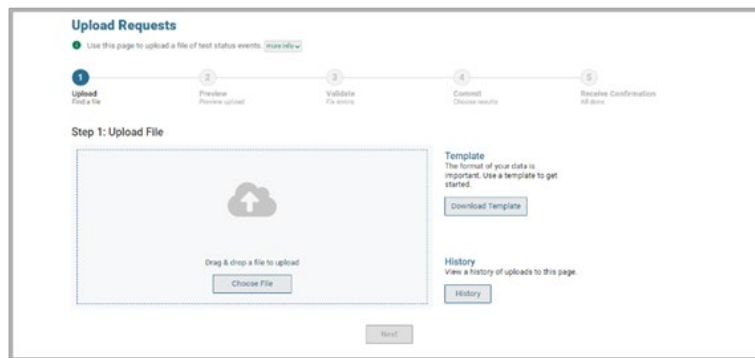 Upload Requests
Use this page to upload a file of test status events. more info
1 2 3 4 5
Upload Preview Validate Commit Receive Confirmation
Find a file Preview upload Fix errors Choose results All done
Step 1: Upload File
Drag & drop a file to upload
Choose File
Template
The format of your data is
important. Use a template to get
started.
Download Template
History
View a history of uploads to this page.
History
Next